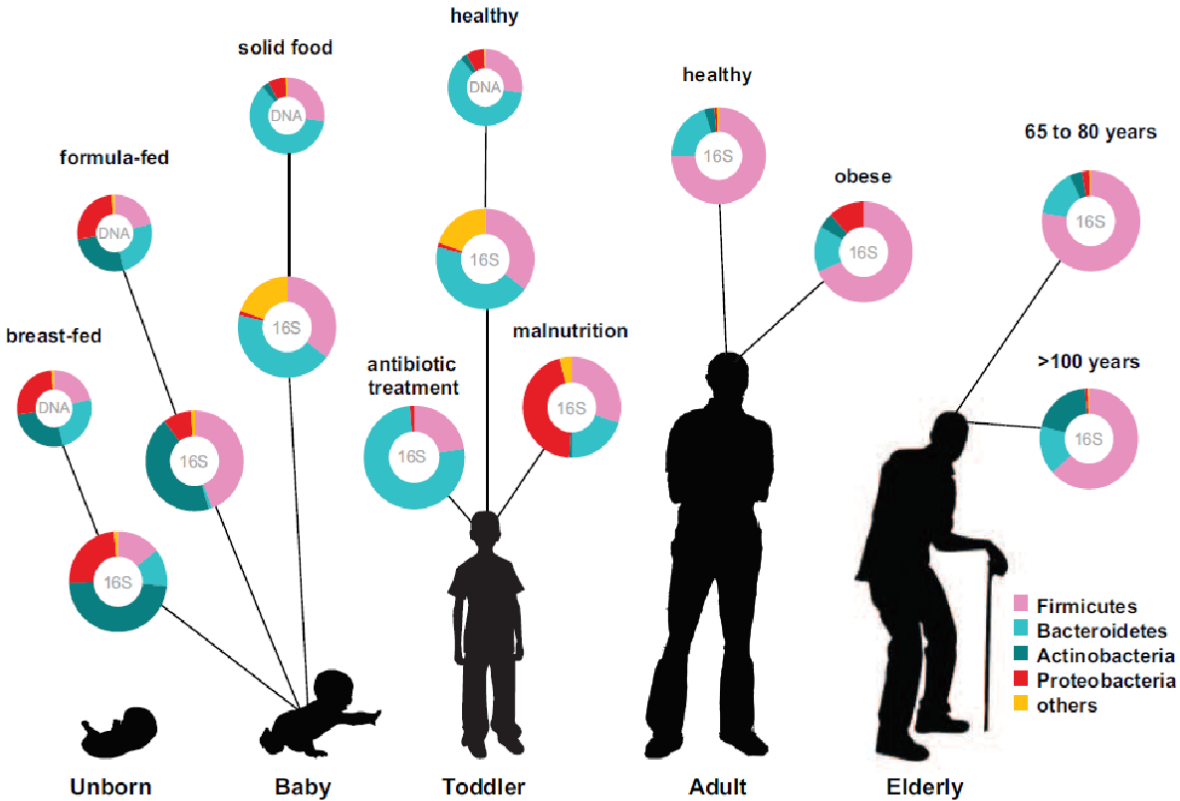 healthy
solid food
DNA
DNA
healthy
16S
65 to 80 years
formula-fed
obese
DNA
16S
16S
16S
malnutrition
16S
breast-fed
antibiotic
treatment
>100 years
DNA
16S
16S
16S
16S
16S
Firmicutes
Bacteroidetes
Actinobacteria
Proteobacteria
others
Unborn
Baby
Toddler
Adult
Elderly